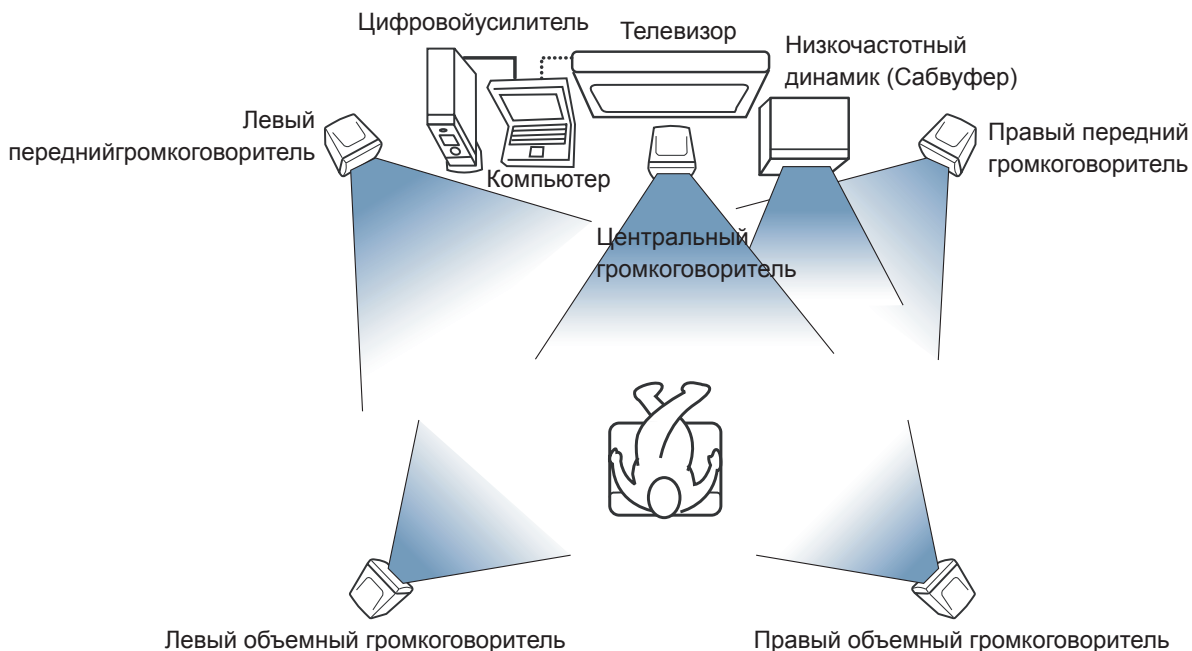 Цифровойусилитель
Телевизор
Низкочастотный
динамик (Сабвуфер)
Левый
переднийгромкоговоритель
Правый передний
громкоговоритель
Компьютер
Центральный
громкоговоритель
Левый объемный громкоговоритель
Правый объемный громкоговоритель